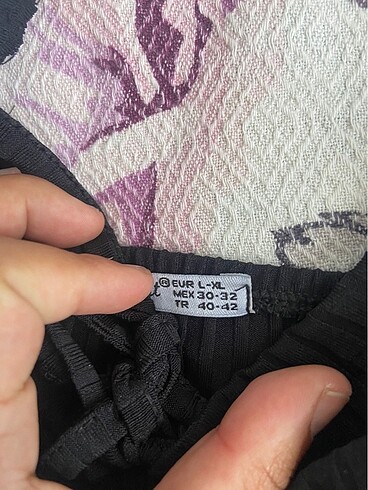 ® EUR L-XL
MEX 30-32
TR 40-42